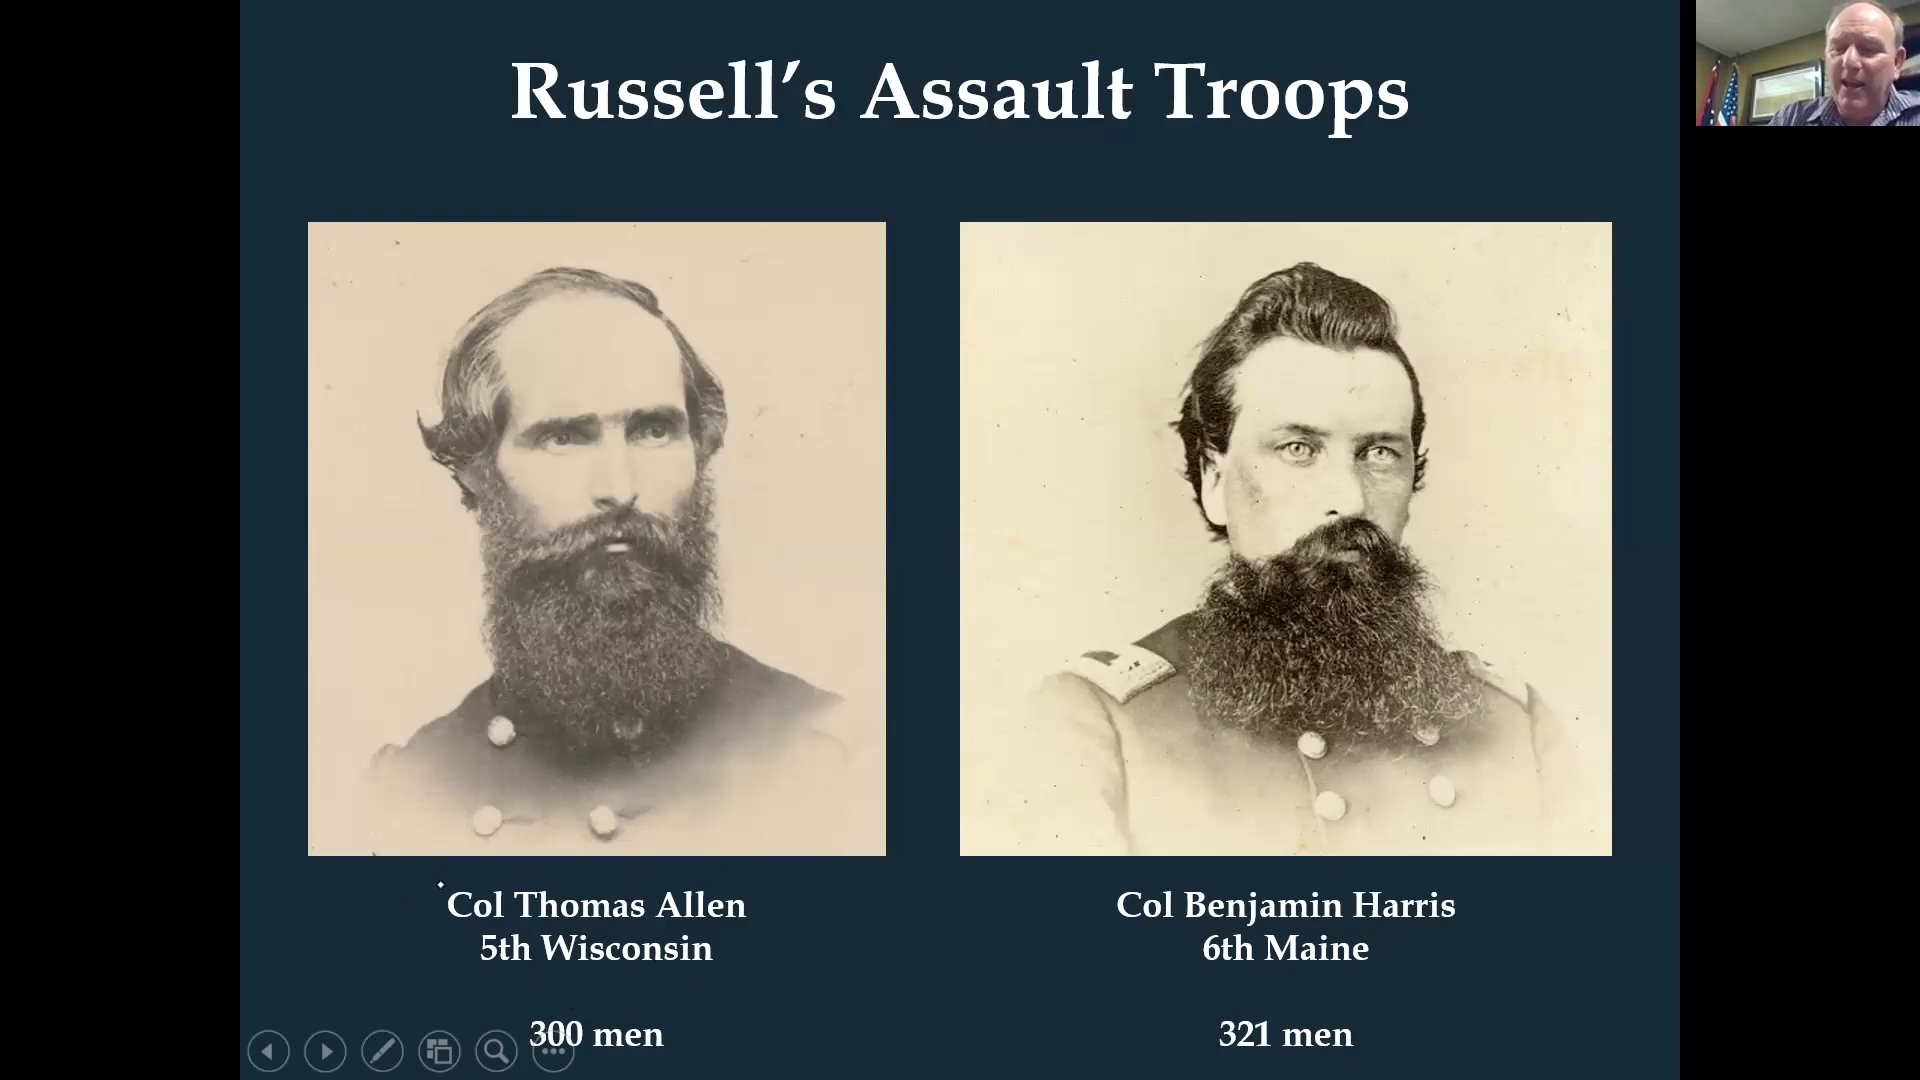 Russell’s Assault Troops
Col Thomas Allen
5th Wisconsin
300 men
Col Benjamin Harris
6th Maine
321 men